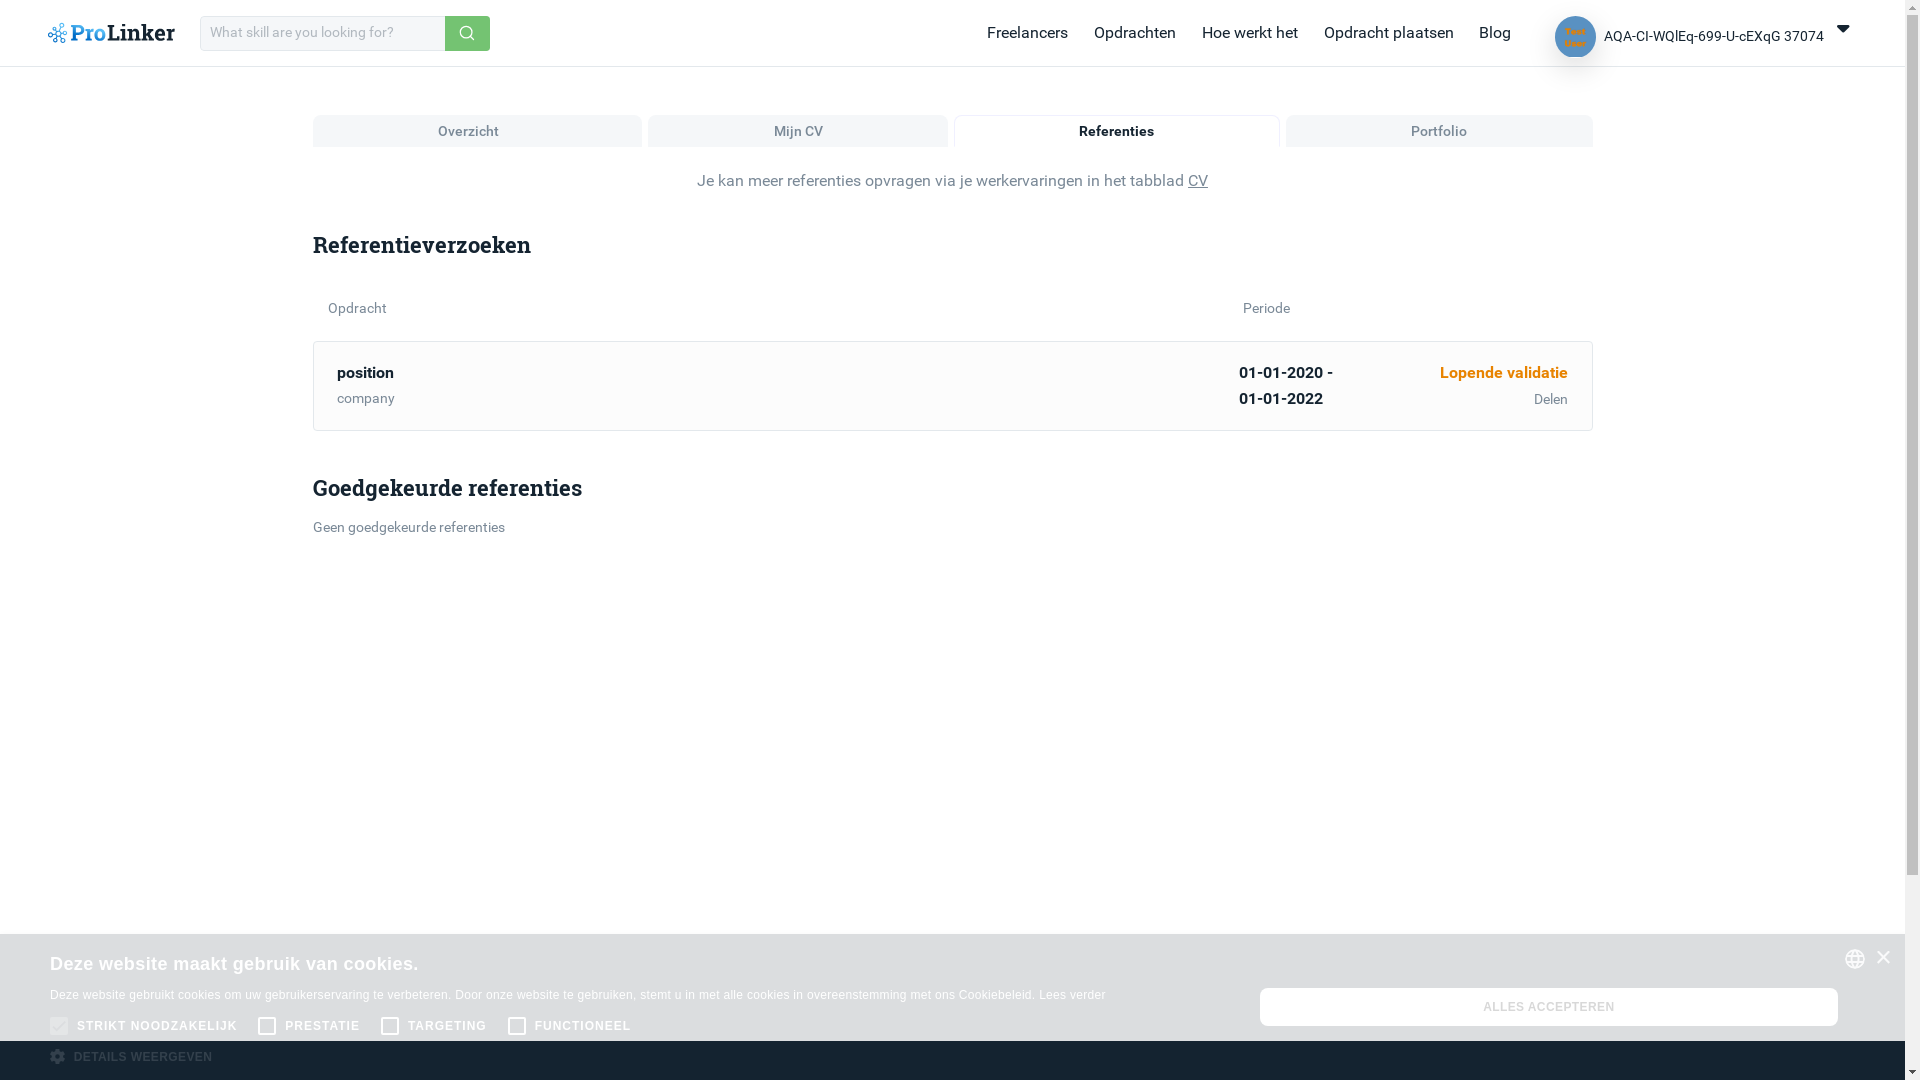 ProLinker
What skill are you looking for?
Freelancers
Opdrachten
Hoe werkt het
Opdracht plaatsen
Blog
Test
User
AQA-CI-WQlEq-699-U-cEXqG 37074
Overzicht
Mijn CV
Referenties
Portfolio
Je kan meer referenties opvragen via je werkervaringen in het tabblad CV
Referentieverzoeken
Opdracht
Periode
position
company
01-01-2020 -
01-01-2022
Lopende validatie
Delen
Goedgekeurde referenties
Geen goedgekeurde referenties
Deze website maakt gebruik van cookies.
Deze website gebruikt cookies om uw gebruikerservaring te verbeteren. Door onze website te gebruiken, stemt u in met alle cookies in overeenstemming met ons Cookiebeleid. Lees verder
STRIKT NOODZAKELIJK
PRESTATIE
TARGETING
FUNCTIONEEL
DETAILS WEERGEVEN
ALLES ACCEPTEREN